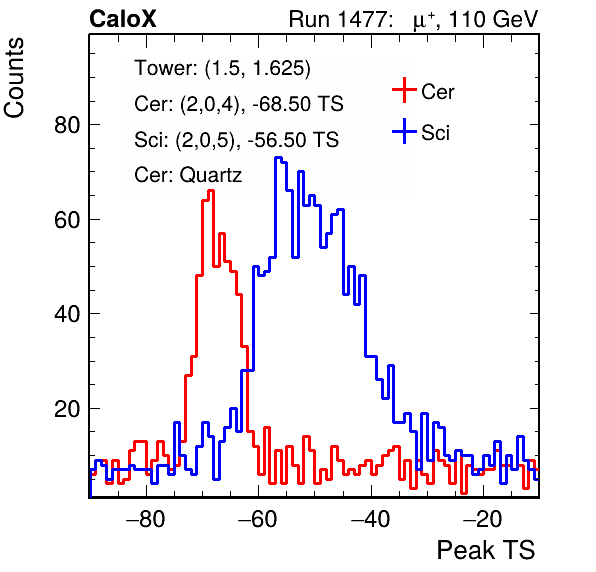 CaloX Run 1477: μ⁺, 110 GeV
Counts
Tower: (1.5, 1.625)
Cer: (2,0,4), -68.50 TS
Sci: (2,0,5), -56.50 TS
Cer: Quartz
Cer
Sci
80
60
40
20
−80 −60 −40 −20
Peak TS